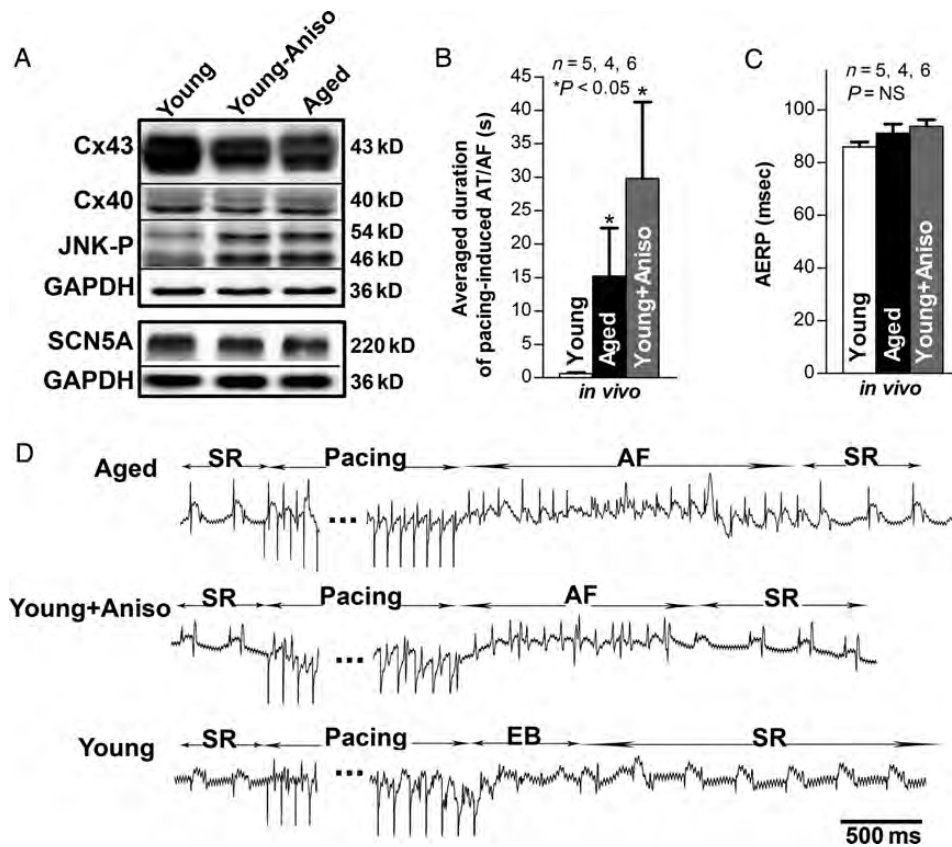 A
Young
Young-Aniso
Aged
Cx43
43 kD
Cx40
40 kD
JNK-P
54 kD
46 kD
GAPDH
36 kD
SCN5A
220 kD
GAPDH
36 kD
B
n = 5, 4, 6
*P < 0.05
*
*
Averaged duration
of pacing-induced AT/AF (s)
45
40
35
30
25
20
15
10
5
0
Young
Aged
Young+Aniso
in vivo
C
n = 5, 4, 6
P = NS
AERP (msec)
100
80
60
40
20
0
Young
Aged
Young+Aniso
in vivo
D
Aged
SR
Pacing
AF
SR
...
Young+Aniso
SR
Pacing
AF
SR
...
Young
SR
Pacing
EB
SR
...
500 ms